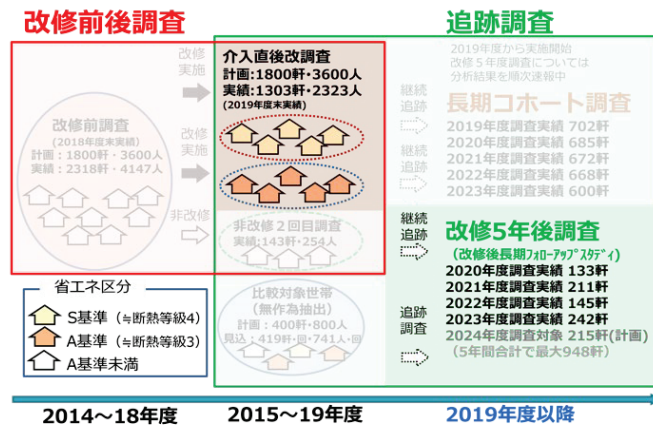 改修前後調査
追跡調査
改修前調査
(2018年度末実績)
計画:1800軒・3600人
実績:2318軒・4147人
改修
実施
改修
実施
非改修
介入直後改調査
計画:1800軒・3600人
実績:1303軒・2323人
(2019年度末実績)
非改修2回目調査
実績:143軒・254人
比較対象世帯
(無作為抽出)
計画:400軒・800人
見込:419軒・回・741人・回
2019年度から実施開始
改修5年度調査については
分析結果を順次速報中
継続
追跡
長期コホート調査
2019年度調査実績 702軒
2020年度調査実績 685軒
2021年度調査実績 672軒
2022年度調査実績 668軒
2023年度調査実績 600軒
継続
追跡
継続
追跡
改修5年後調査
(改修後長期フォローアップスタディ)
2020年度調査実績 133軒
2021年度調査実績 211軒
2022年度調査実績 145軒
2023年度調査実績 242軒
2024年度調査対象 215軒(計画)
(5年間合計で最大948軒)
追跡
調査
省エネ区分
S基準(≒断熱等級4)
A基準(≒断熱等級3)
A基準未満
2014～18年度
2015～19年度
2019年度以降